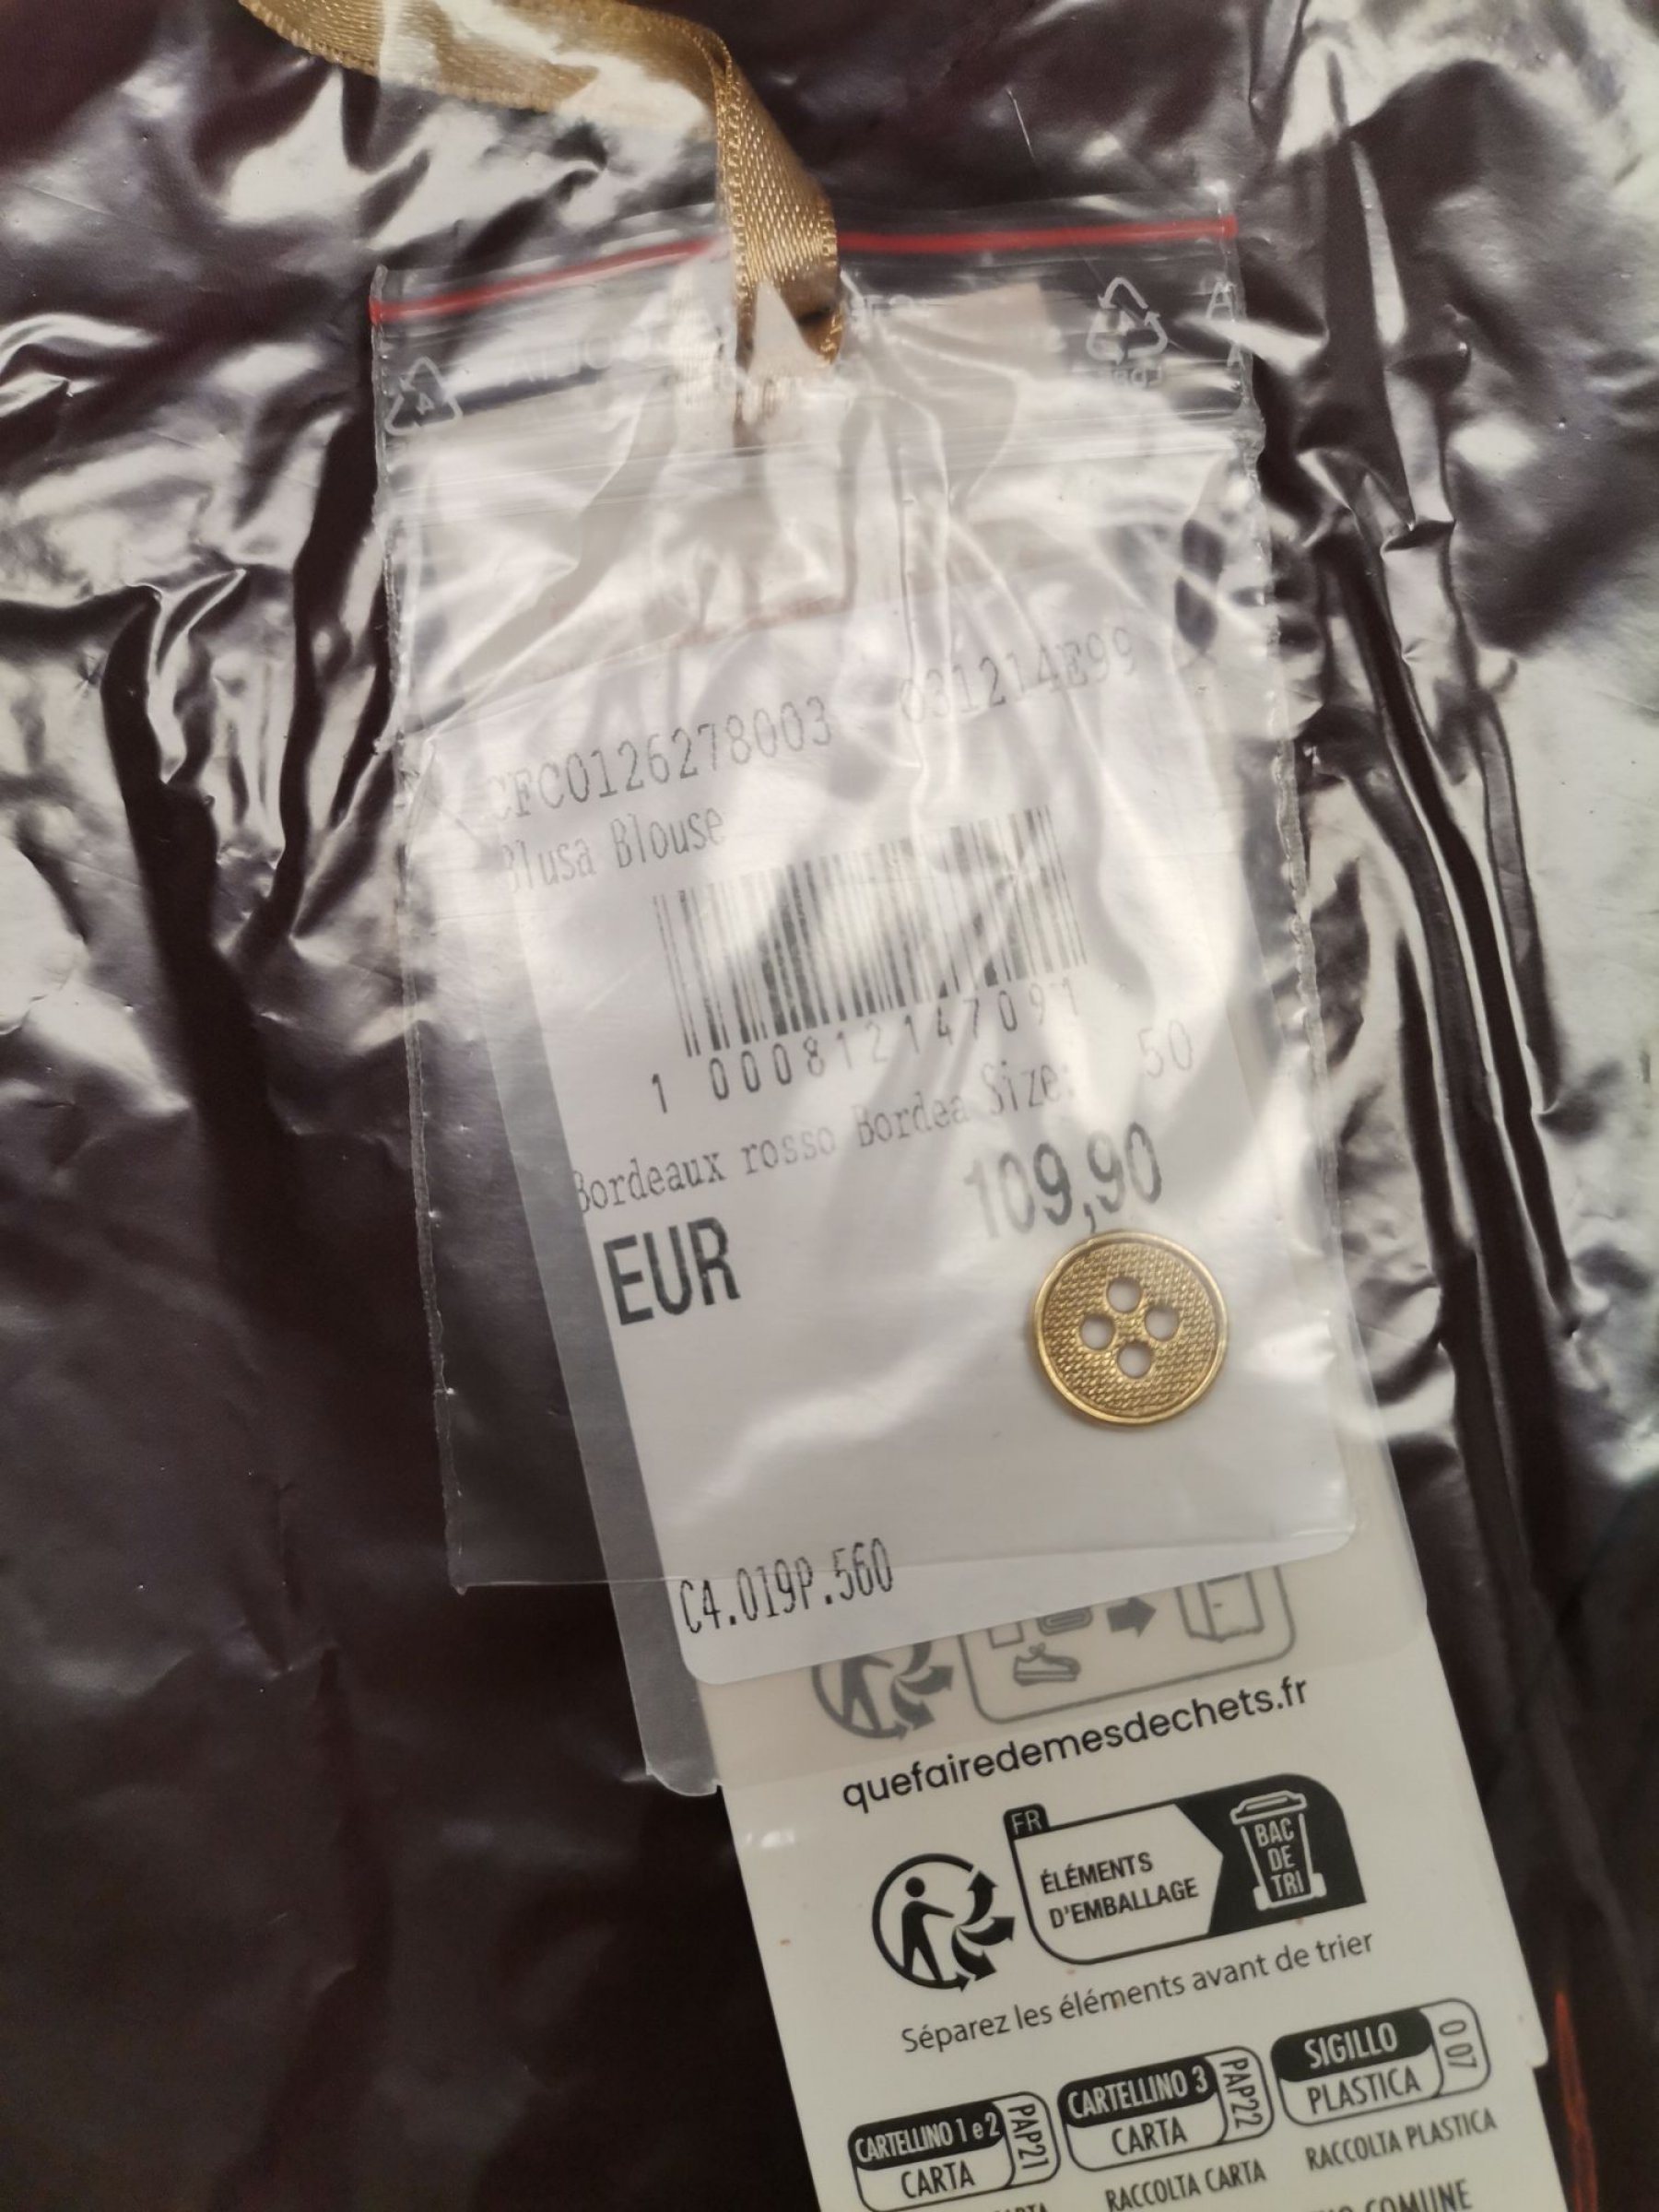 CFC0126278003 031214E99
Blusa Blouse
1 000812147091
Bordeaux rosso Bordea Size: 50
EUR 109,90
C4.019P.560
quefairedemesdechets.fr
FR
ÉLÉMENTS
D'EMBALLAGE
BAC
DE
TRI
Séparez les éléments avant de trier
CARTELLINO 1 e 2
CARTA
PAP21
CARTELLINO 3
CARTA
PAP22
SIGILLO
PLASTICA
O 07
RACCOLTA CARTA
RACCOLTA PLASTICA
COMUNE